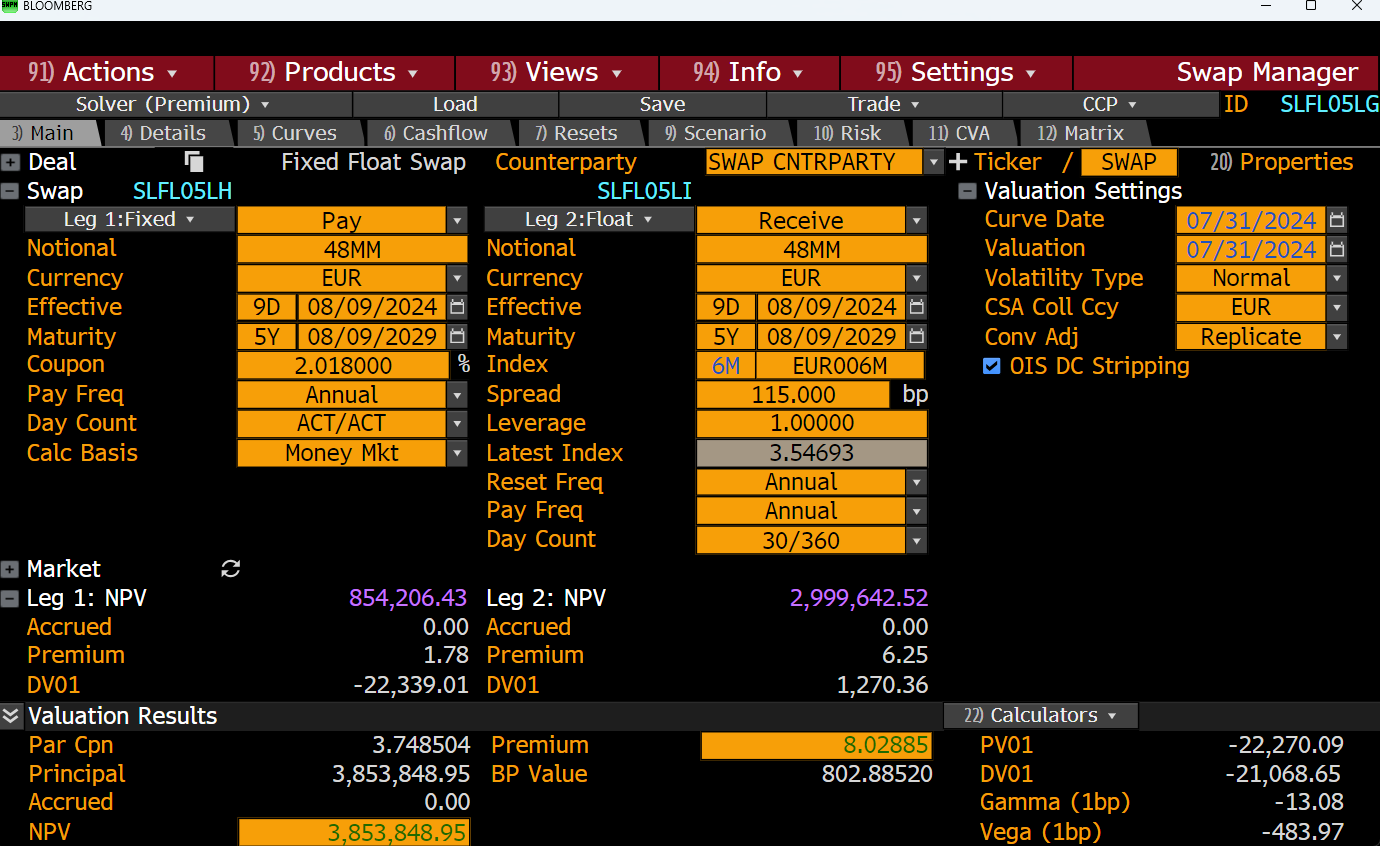 SWPM BLOOMBERG
91) Actions 92) Products 93) Views 94) Info 95) Settings Swap Manager
Solver (Premium) Load Save Trade CCP ID SLFL05LG
3) Main 4) Details 5) Curves 6) Cashflow 7) Resets 9) Scenario 10) Risk 11) CVA 12) Matrix
Deal Fixed Float Swap Counterparty SWAP CNTRPARTY Ticker / SWAP 20) Properties
Swap SLFL05LH SLFL05LI Valuation Settings
Leg 1:Fixed Pay Leg 2:Float Receive Curve Date 07/31/2024
Notional 48MM Notional 48MM Valuation 07/31/2024
Currency EUR Currency EUR Volatility Type Normal
Effective 9D 08/09/2024 Effective 9D 08/09/2024 CSA Coll Ccy EUR
Maturity 5Y 08/09/2029 Maturity 5Y 08/09/2029 Conv Adj Replicate
Coupon 2.018000 % Index 6M EUR006M OIS DC Stripping
Pay Freq Annual Spread 115.000 bp
Day Count ACT/ACT Leverage 1.00000
Calc Basis Money Mkt Latest Index 3.54693
Reset Freq Annual
Pay Freq Annual
Day Count 30/360
Market
Leg 1: NPV 854,206.43 Leg 2: NPV 2,999,642.52
Accrued 0.00 Accrued 0.00
Premium 1.78 Premium 6.25
DV01 -22,339.01 DV01 1,270.36
Valuation Results 22) Calculators
Par Cpn 3.748504 Premium 8.02885 PV01 -22,270.09
Principal 3,853,848.95 BP Value 802.88520 DV01 -21,068.65
Accrued 0.00 Gamma (1bp) -13.08
NPV 3,853,848.95 Vega (1bp) -483.97